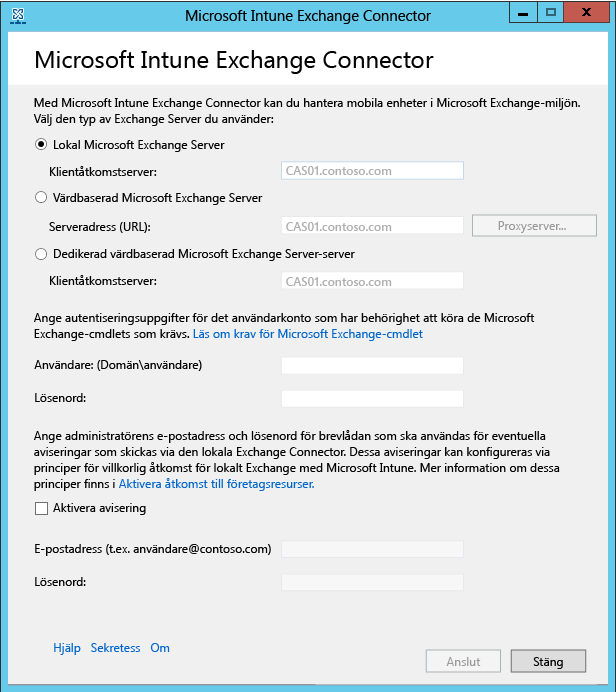 Microsoft Intune Exchange Connector
Microsoft Intune Exchange Connector
Med Microsoft Intune Exchange Connector kan du hantera mobila enheter i Microsoft Exchange-miljön.
Välj den typ av Exchange Server du använder:
Lokal Microsoft Exchange Server
Klientåtkomstserver: CAS01.contoso.com
Värdbaserad Microsoft Exchange Server
Serveradress (URL): CAS01.contoso.com Proxyserver...
Dedikerad värdbaserad Microsoft Exchange Server-server
Klientåtkomstserver: CAS01.contoso.com
Ange autentiseringsuppgifter för det användarkonto som har behörighet att köra de Microsoft
Exchange-cmdlets som krävs. Läs om krav för Microsoft Exchange-cmdlet
Användare: (Domän\användare)
Lösenord:
Ange administratörens e-postadress och lösenord för brevlådan som ska användas för eventuella
aviseringar som skickas via den lokala Exchange Connector. Dessa aviseringar kan konfigureras via
principer för villkorlig åtkomst för lokalt Exchange med Microsoft Intune. Mer information om dessa
principer finns i Aktivera åtkomst till företagsresurser.
Aktivera avisering
E-postadress (t.ex. användare@contoso.com)
Lösenord:
Hjälp Sekretess Om
Anslut Stäng